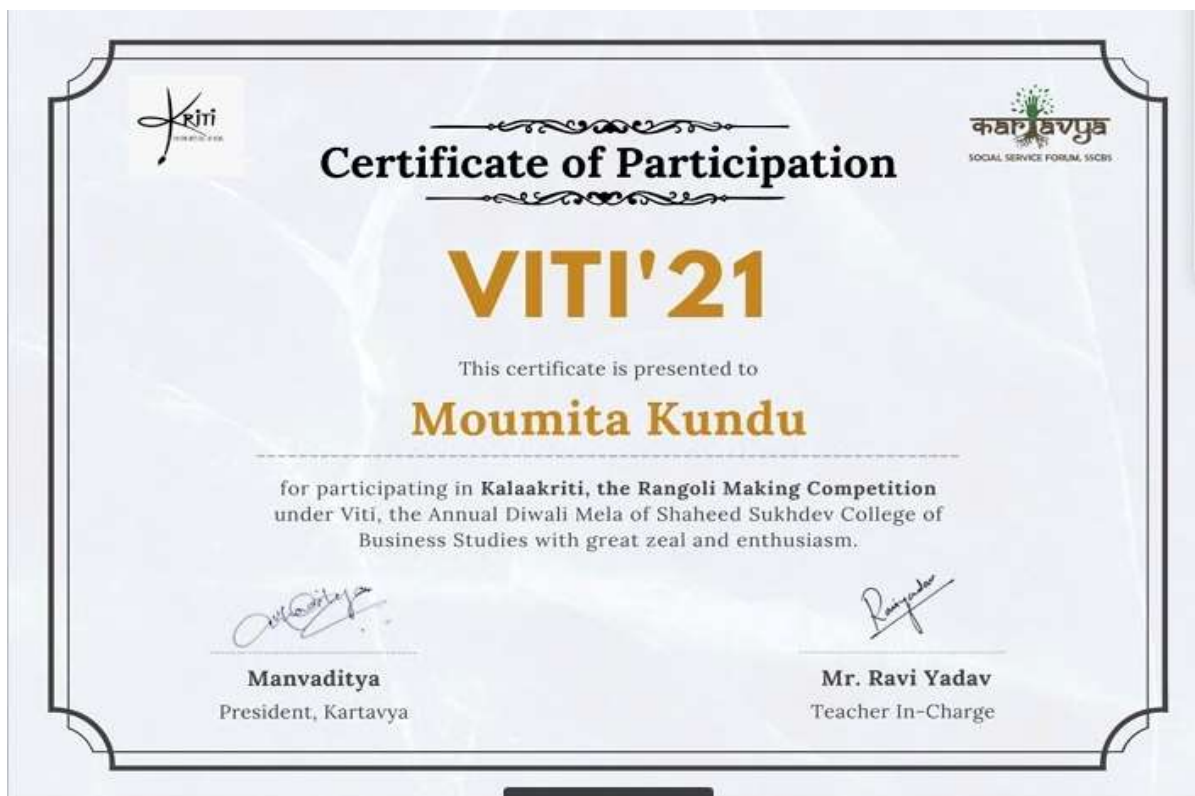 KRITI
कартavya
SOCIAL SERVICE FORUM, SSCBS
Certificate of Participation
VITI'21
This certificate is presented to
Moumita Kundu
for participating in Kalaakriti, the Rangoli Making Competition
under Viti, the Annual Diwali Mela of Shaheed Sukhdev College of
Business Studies with great zeal and enthusiasm.
Manvaditya
President, Kartavya
Mr. Ravi Yadav
Teacher In-Charge